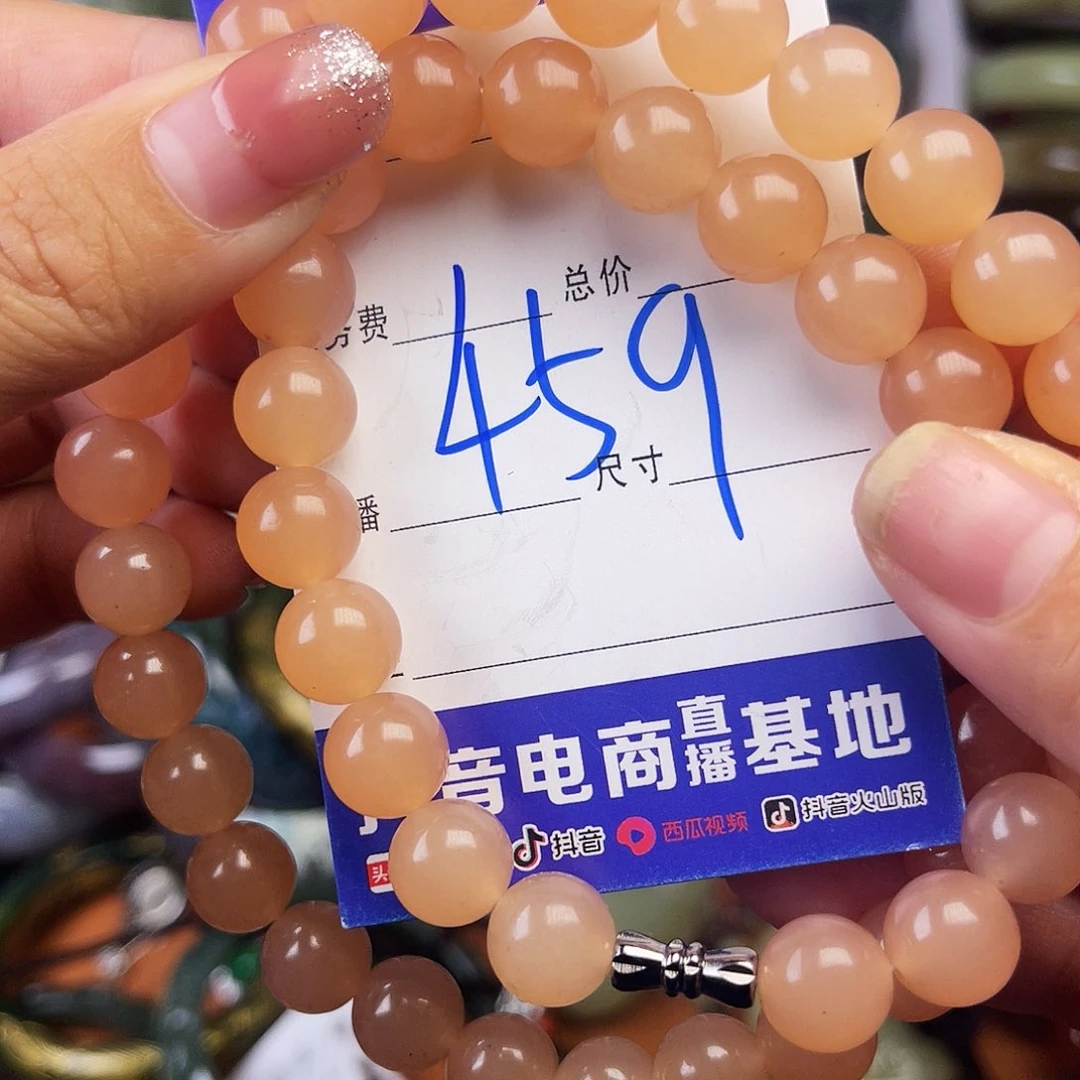 费 总价
459
播 尺寸
音电商直播基地
头 抖音 西瓜视频 抖音火山版